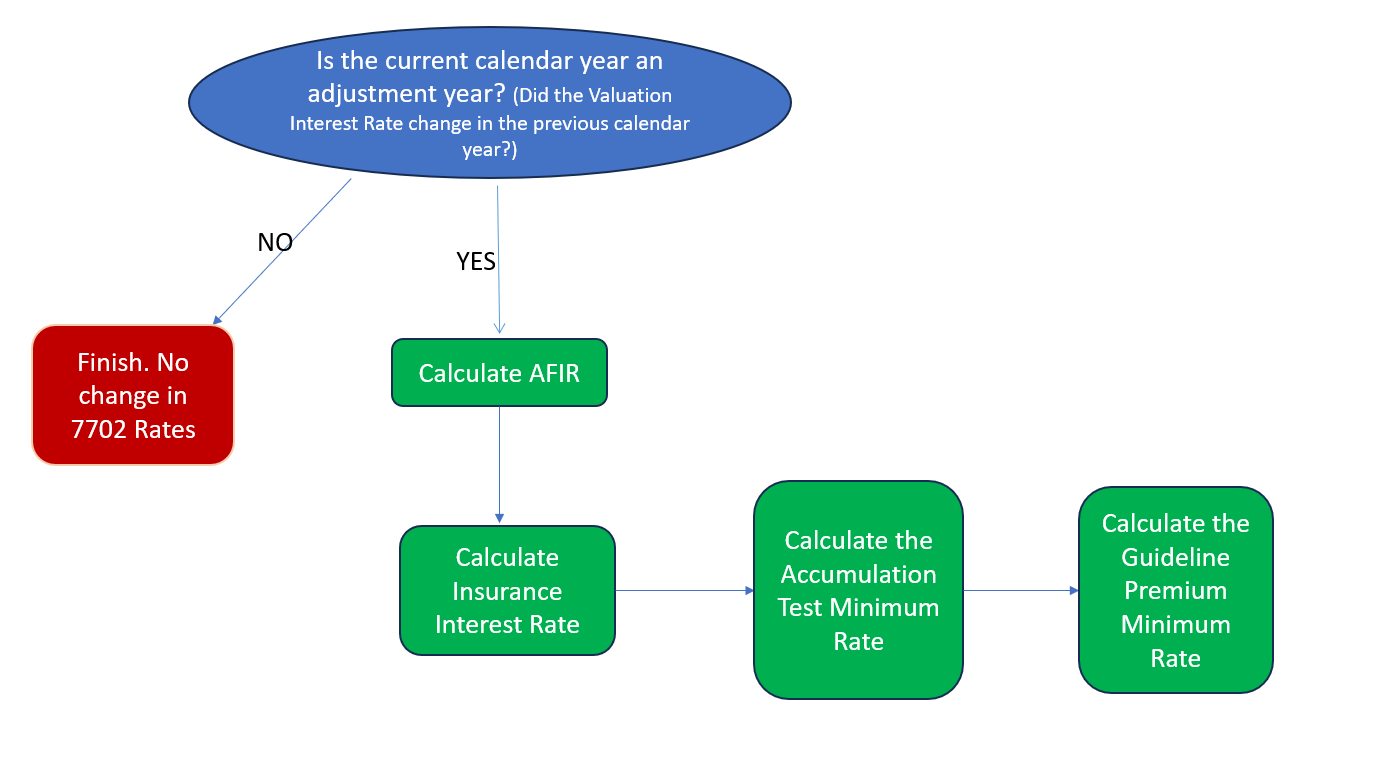 Is the current calendar year an
adjustment year? (Did the Valuation
Interest Rate change in the previous calendar
year?)
NO
YES
Finish. No
change in
7702 Rates
Calculate AFIR
Calculate
Insurance
Interest Rate
Calculate the
Accumulation
Test Minimum
Rate
Calculate the
Guideline
Premium
Minimum
Rate